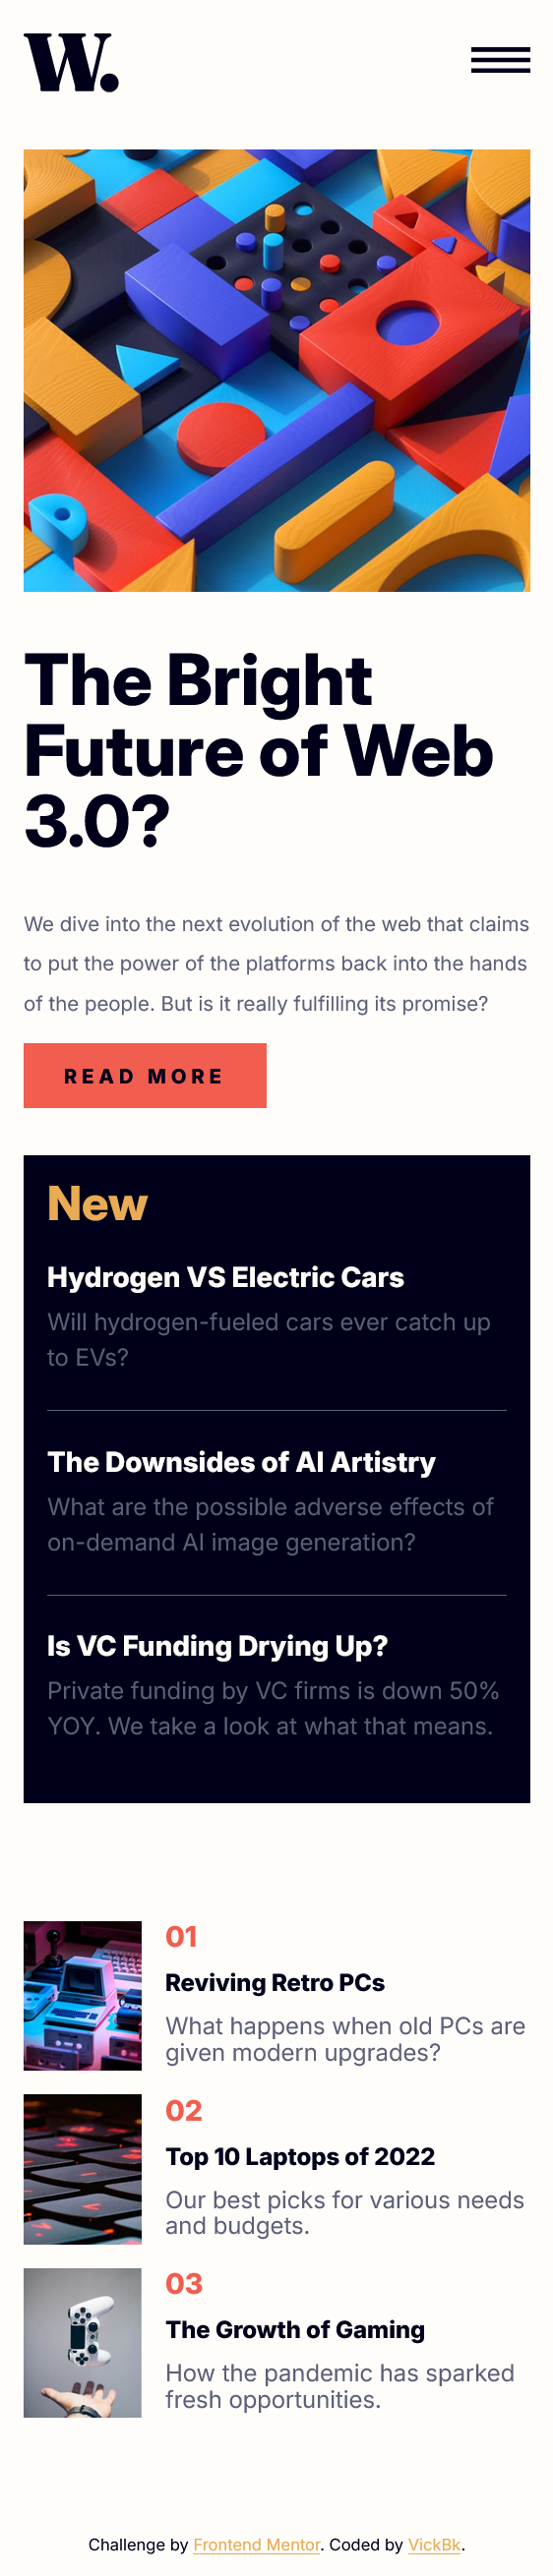 W.
The Bright
Future of Web
3.0?
We dive into the next evolution of the web that claims
to put the power of the platforms back into the hands
of the people. But is it really fulfilling its promise?
READ MORE
New
Hydrogen VS Electric Cars
Will hydrogen-fueled cars ever catch up
to EVs?
The Downsides of AI Artistry
What are the possible adverse effects of
on-demand AI image generation?
Is VC Funding Drying Up?
Private funding by VC firms is down 50%
YOY. We take a look at what that means.
01
Reviving Retro PCs
What happens when old PCs are
given modern upgrades?
02
Top 10 Laptops of 2022
Our best picks for various needs
and budgets.
03
The Growth of Gaming
How the pandemic has sparked
fresh opportunities.
Challenge by Frontend Mentor. Coded by VickBk.